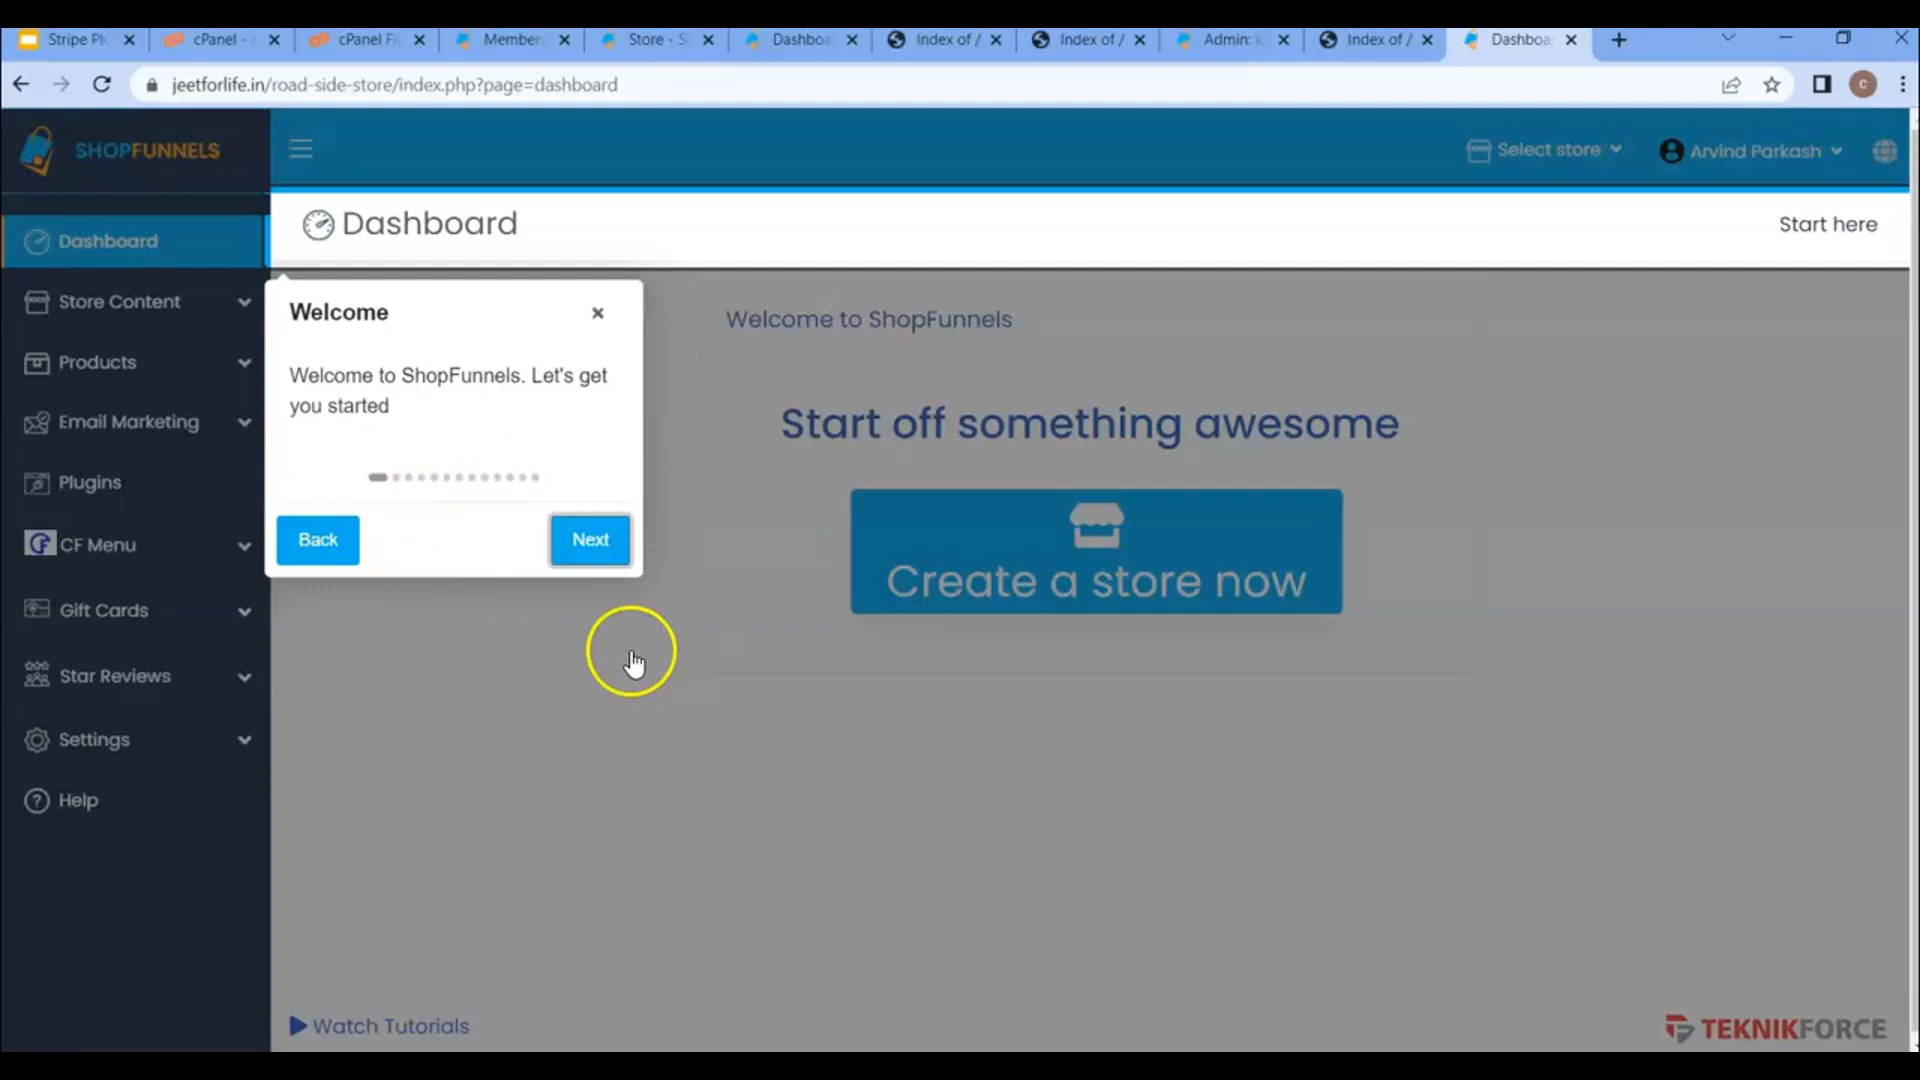 Stripe Pl
cPanel -
cPanel Fi
Member
Store - S
Dashboa
Index of /
Index of /
Admin:
Index of /
Dashboa
jeetforlife.in/road-side-store/index.php?page=dashboard
SHOPFUNNELS
Select store
Arvind Parkash
Dashboard
Dashboard
Start here
Store Content
Products
Email Marketing
Plugins
CF Menu
Gift Cards
Star Reviews
Settings
Help
Welcome
Welcome to ShopFunnels. Let's get
you started
Back
Next
Welcome to ShopFunnels
Start off something awesome
Create a store now
Watch Tutorials
TEKNIKFORCE